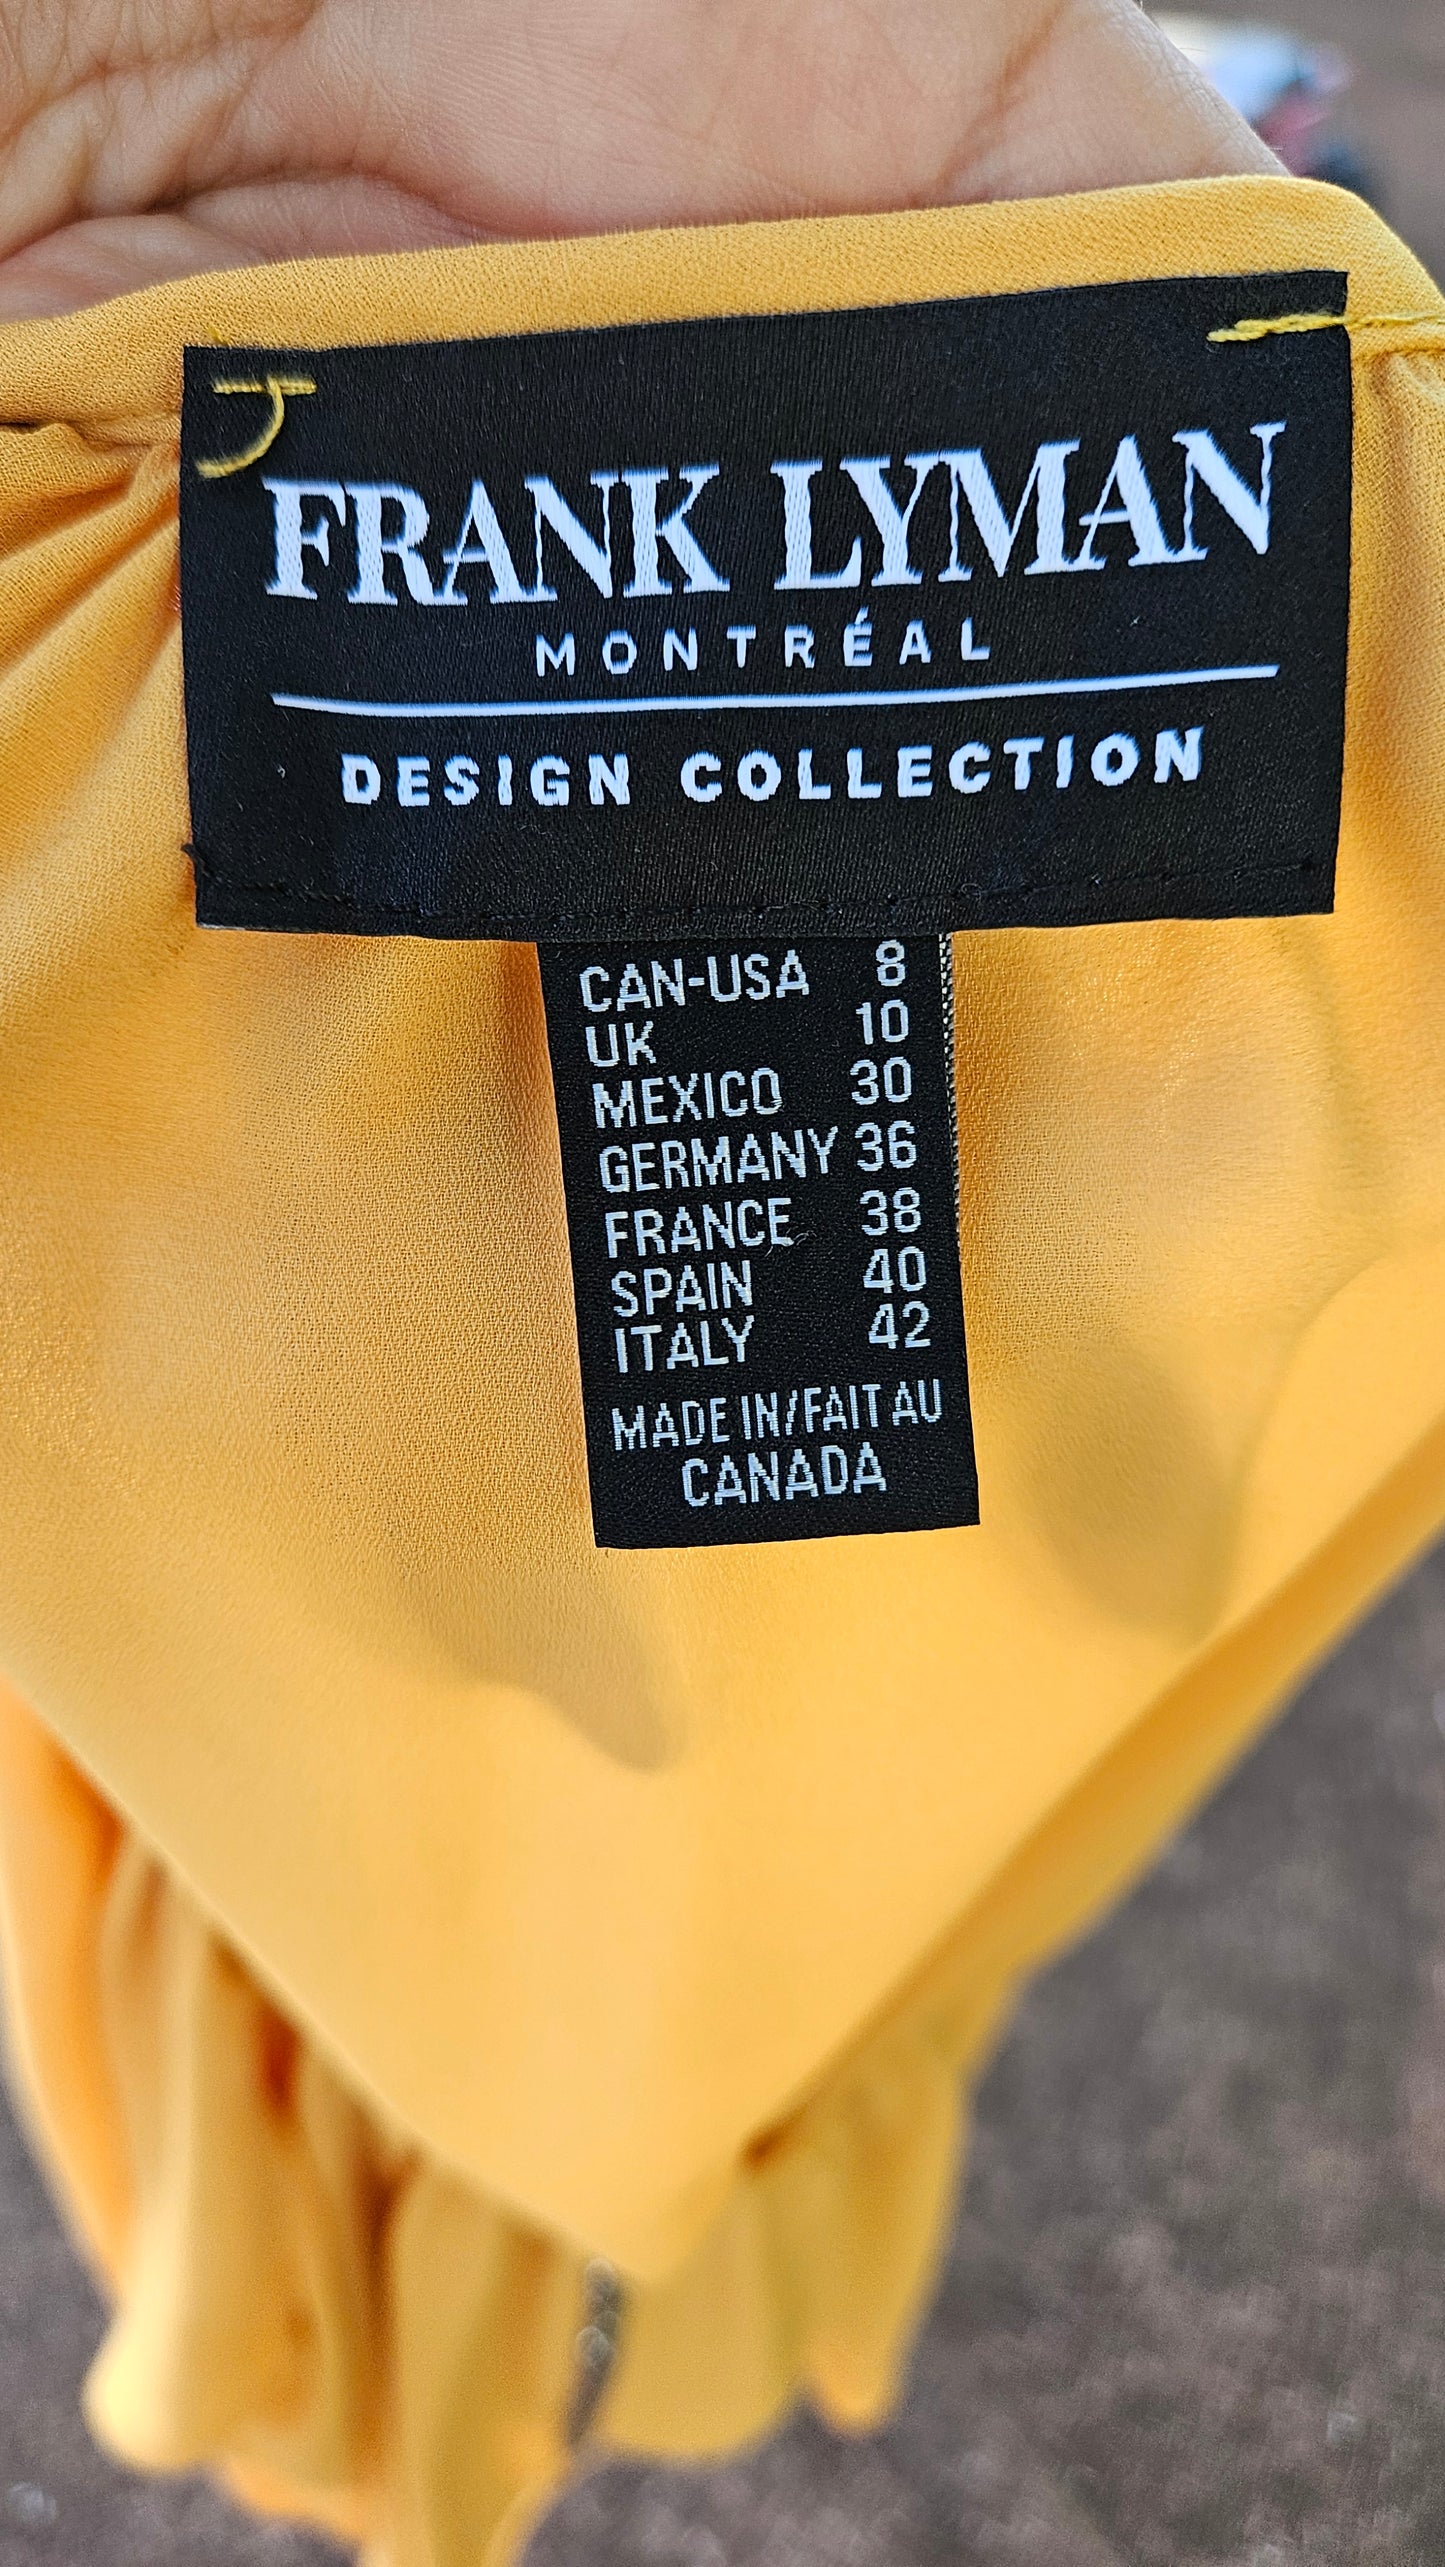 FRANK LYMAN
MONTRÉAL
DESIGN COLLECTION
CAN-USA 8
UK 10
MEXICO 30
GERMANY 36
FRANCE 38
SPAIN 40
ITALY 42
MADE IN/FAIT AU
CANADA